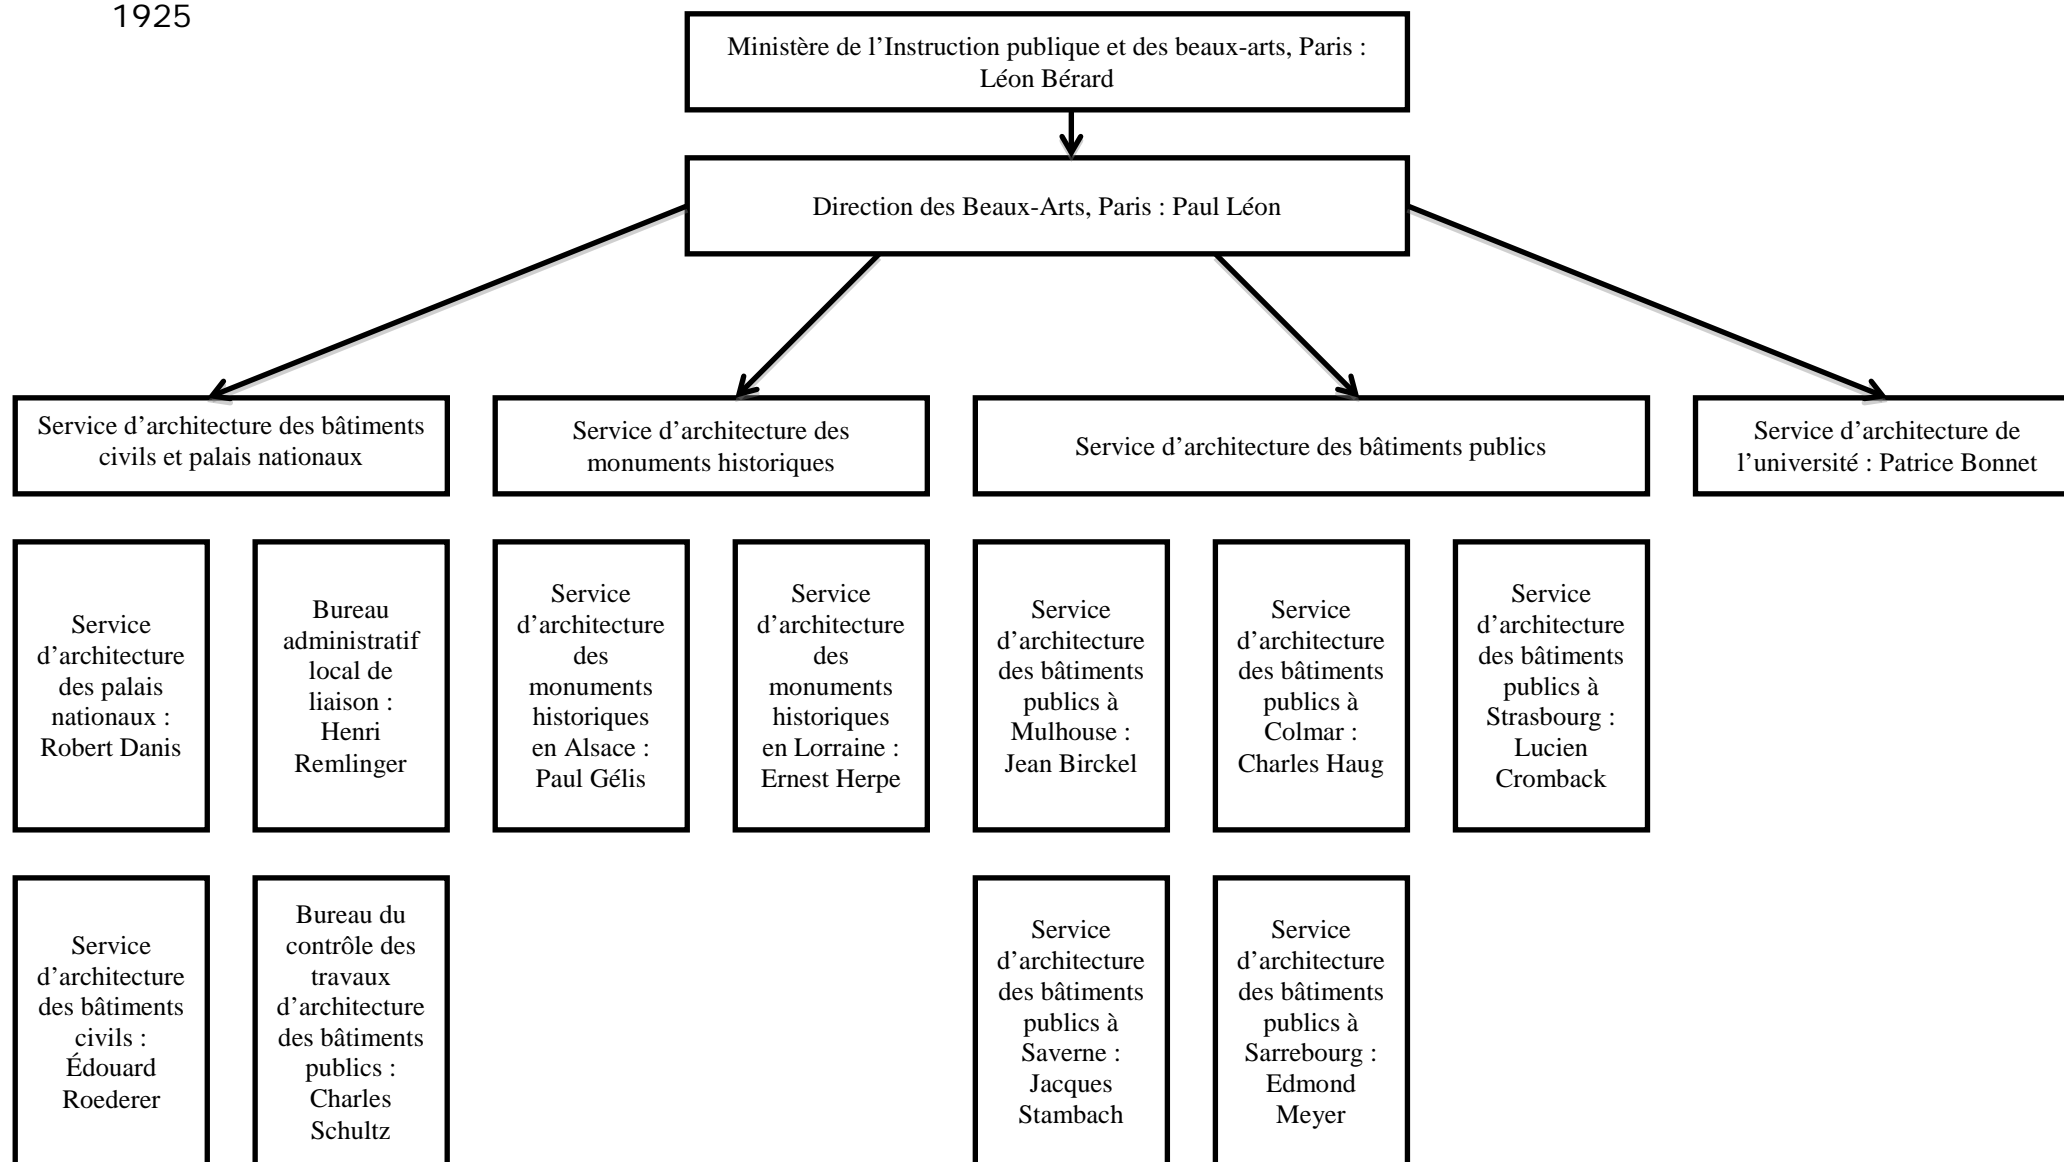 1925
Ministère de l’Instruction publique et des beaux-arts, Paris :
Léon Bérard
Direction des Beaux-Arts, Paris : Paul Léon
Service d’architecture des bâtiments
civils et palais nationaux
Service d’architecture des
monuments historiques
Service d’architecture des bâtiments publics
Service d’architecture de
l’université : Patrice Bonnet
Service
d’architecture
des palais
nationaux :
Robert Danis
Bureau
administratif
local de
liaison :
Henri
Remlinger
Service
d’architecture
des
monuments
historiques
en Alsace :
Paul Gélis
Service
d’architecture
des
monuments
historiques
en Lorraine :
Ernest Herpe
Service
d’architecture
des bâtiments
publics à
Mulhouse :
Jean Birckel
Service
d’architecture
des bâtiments
publics à
Colmar :
Charles Haug
Service
d’architecture
des bâtiments
publics à
Strasbourg :
Lucien
Cromback
Service
d’architecture
des bâtiments
civils :
Édouard
Roederer
Bureau du
contrôle des
travaux
d’architecture
des bâtiments
publics :
Charles
Schultz
Service
d’architecture
des bâtiments
publics à
Saverne :
Jacques
Stambach
Service
d’architecture
des bâtiments
publics à
Sarrebourg :
Edmond
Meyer